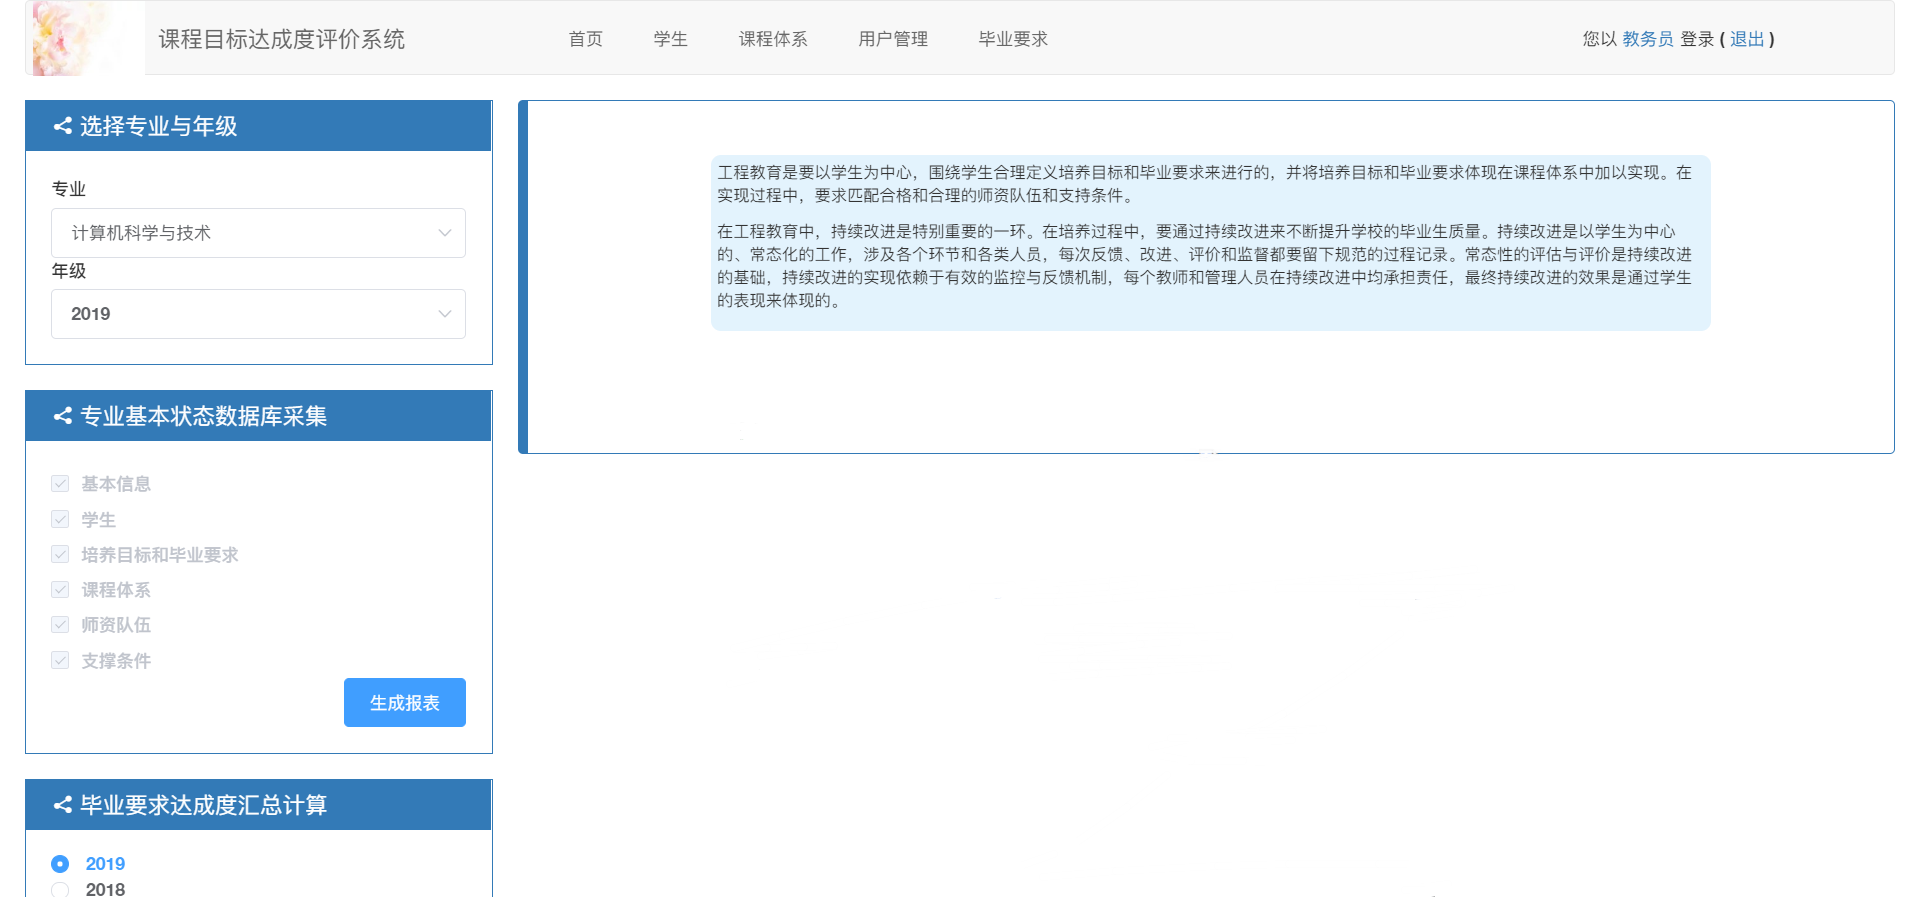 课程目标达成度评价系统
首页 学生 课程体系 用户管理 毕业要求
您以 教务员 登录 ( 退出 )
选择专业与年级
专业
计算机科学与技术
年级
2019
专业基本状态数据库采集
基本信息
学生
培养目标和毕业要求
课程体系
师资队伍
支撑条件
生成报表
毕业要求达成度汇总计算
2019
2018
工程教育是要以学生为中心，围绕学生合理定义培养目标和毕业要求来进行的，并将培养目标和毕业要求体现在课程体系中加以实现。在
实现过程中，要求匹配合格和合理的师资队伍和支持条件。
在工程教育中，持续改进是特别重要的一环。在培养过程中，要通过持续改进来不断提升学校的毕业生质量。持续改进是以学生为中心
的、常态化的工作，涉及各个环节和各类人员，每次反馈、改进、评价和监督都要留下规范的过程记录。常态性的评估与评价是持续改进
的基础，持续改进的实现依赖于有效的监控与反馈机制，每个教师和管理人员在持续改进中均承担责任，最终持续改进的效果是通过学生
的表现来体现的。